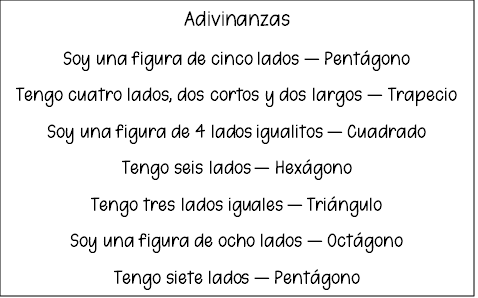 Adivinanzas
Soy una figura de cinco lados — Pentágono
Tengo cuatro lados, dos cortos y dos largos — Trapecio
Soy una figura de 4 lados igualitos — Cuadrado
Tengo seis lados — Hexágono
Tengo tres lados iguales — Triángulo
Soy una figura de ocho lados — Octágono
Tengo siete lados — Pentágono